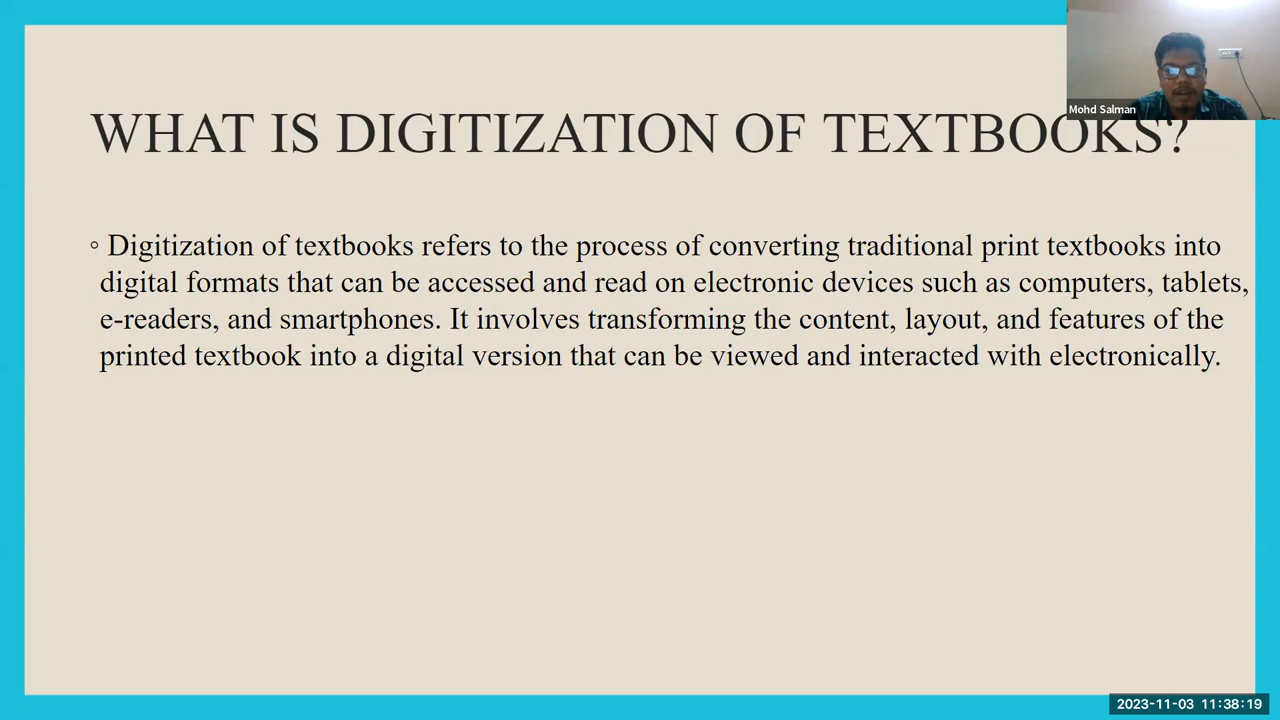 Mohd Salman
WHAT IS DIGITIZATION OF TEXTBOOKS?
◦ Digitization of textbooks refers to the process of converting traditional print textbooks into
digital formats that can be accessed and read on electronic devices such as computers, tablets,
e-readers, and smartphones. It involves transforming the content, layout, and features of the
printed textbook into a digital version that can be viewed and interacted with electronically.
2023-11-03 11:38:19